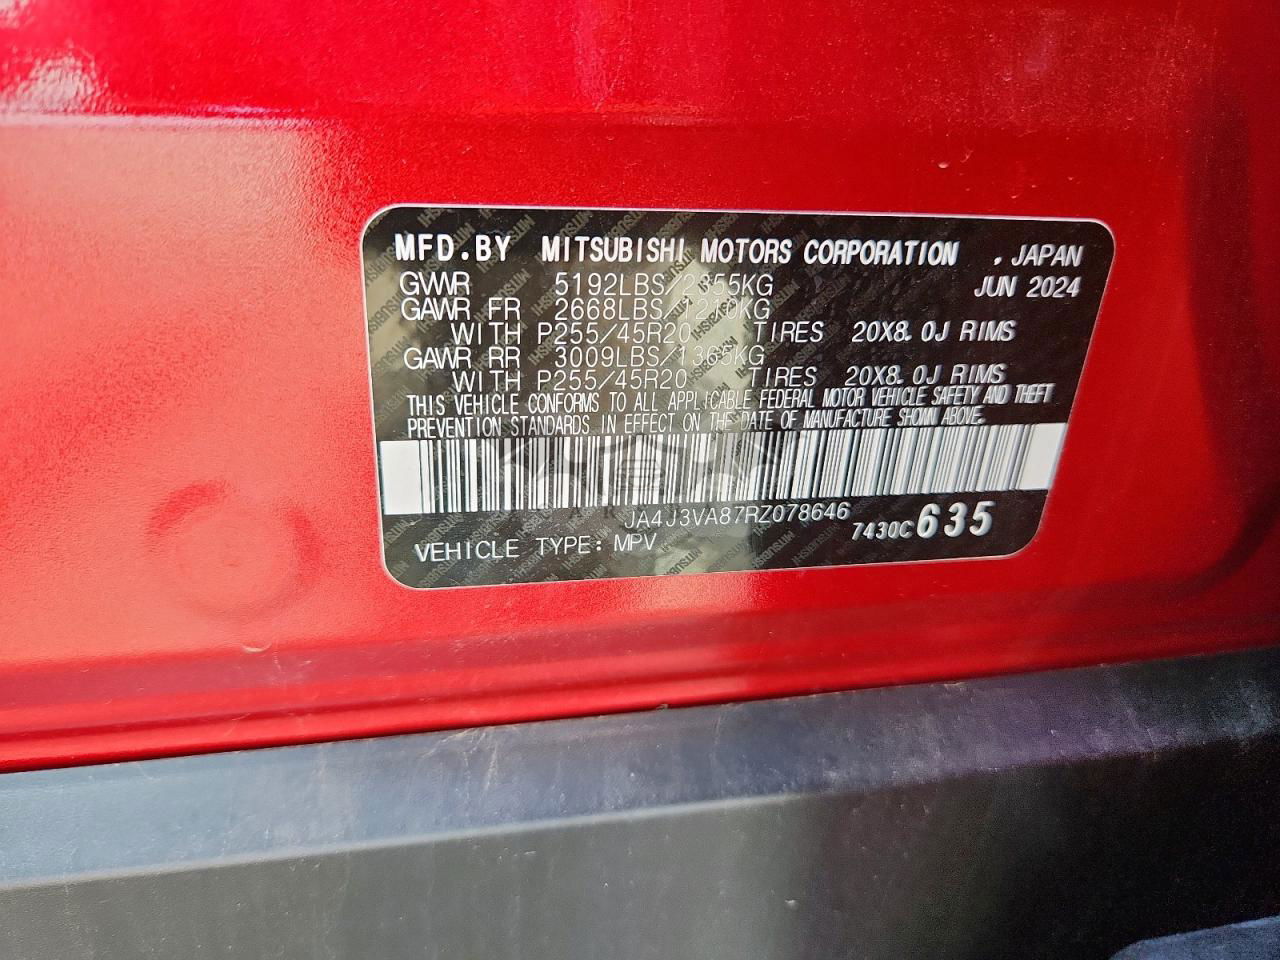 MFD.BY MITSUBISHI MOTORS CORPORATION , JAPAN
GVWR 5192LBS/2355KG JUN 2024
GAWR FR 2668LBS/1210KG
WITH P255/45R20 TIRES 20X8.0J RIMS
GAWR RR 3009LBS/1365KG
WITH P255/45R20 TIRES 20X8.0J RIMS
THIS VEHICLE CONFORMS TO ALL APPLICABLE FEDERAL MOTOR VEHICLE SAFETY AND THEFT
PREVENTION STANDARDS IN EFFECT ON THE DATE OF MANUFACTURE SHOWN ABOVE.
JA4J3VA87RZ078646
7430C635
VEHICLE TYPE: MPV